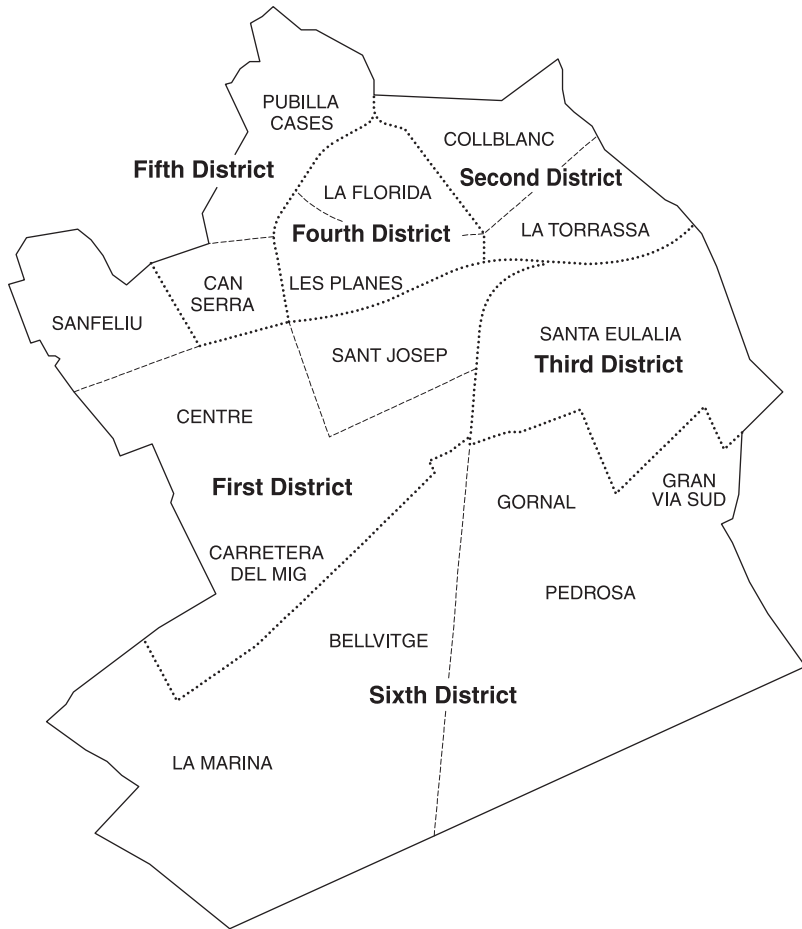 PUBILLA
CASES
COLLBLANC
Fifth District
Second District
LA FLORIDA
Fourth District
LA TORRASSA
CAN
SERRA
LES PLANES
SANFELIU
SANT JOSEP
SANTA EULALIA
Third District
CENTRE
First District
GORNAL
GRAN
VIA SUD
CARRETERA
DEL MIG
PEDROSA
BELLVITGE
Sixth District
LA MARINA